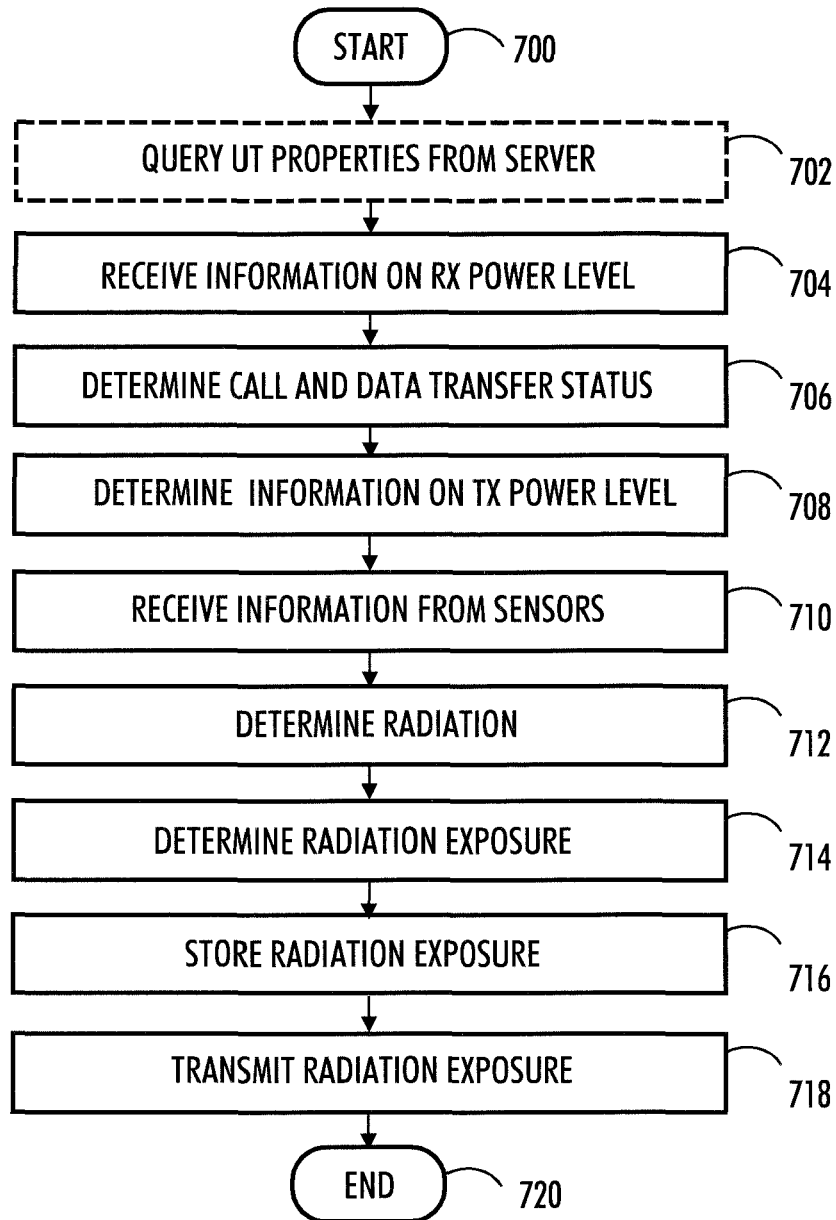 START 700
QUERY UT PROPERTIES FROM SERVER 702
RECEIVE INFORMATION ON RX POWER LEVEL 704
DETERMINE CALL AND DATA TRANSFER STATUS 706
DETERMINE INFORMATION ON TX POWER LEVEL 708
RECEIVE INFORMATION FROM SENSORS 710
DETERMINE RADIATION 712
DETERMINE RADIATION EXPOSURE 714
STORE RADIATION EXPOSURE 716
TRANSMIT RADIATION EXPOSURE 718
END 720